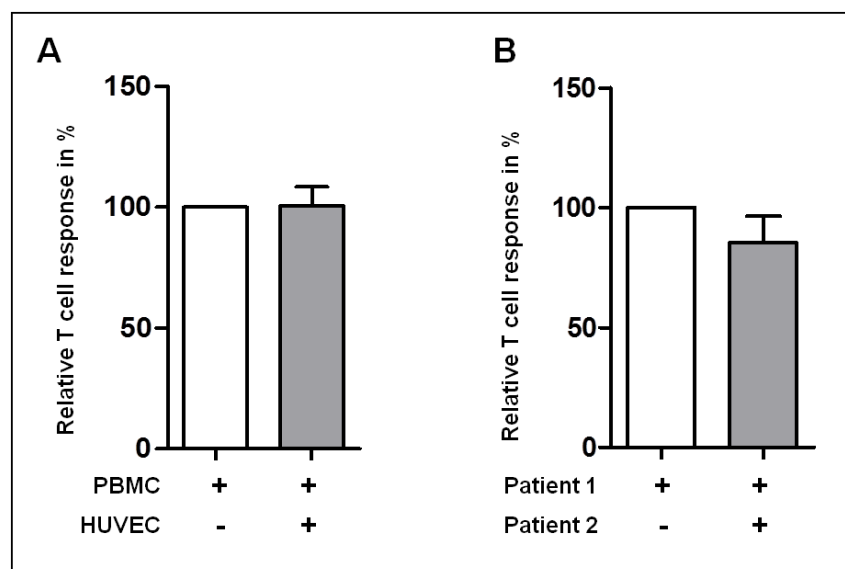 A
Relative T cell response in %
150
100
50
0
PBMC + +
HUVEC - +
B
Relative T cell response in %
150
100
50
0
Patient 1 + +
Patient 2 - +